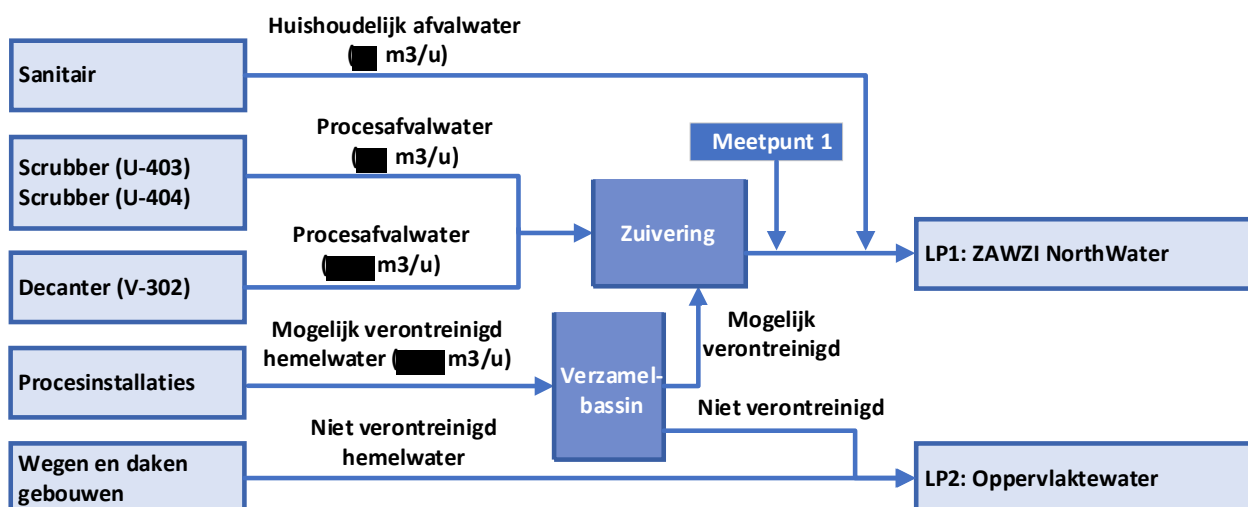 Huishoudelijk afvalwater
( m3/u)
Sanitair
Procesafvalwater
( m3/u)
Meetpunt 1
Scrubber (U-403)
Scrubber (U-404)
Zuivering
Procesafvalwater
( m3/u)
LP1: ZAWZI NorthWater
Decanter (V-302)
Mogelijk verontreinigd
hemelwater ( m3/u)
Mogelijk
verontreinigd
Procesinstallaties
Verzamel-
bassin
Niet verontreinigd
Niet verontreinigd
hemelwater
Wegen en daken
gebouwen
LP2: Oppervlaktewater